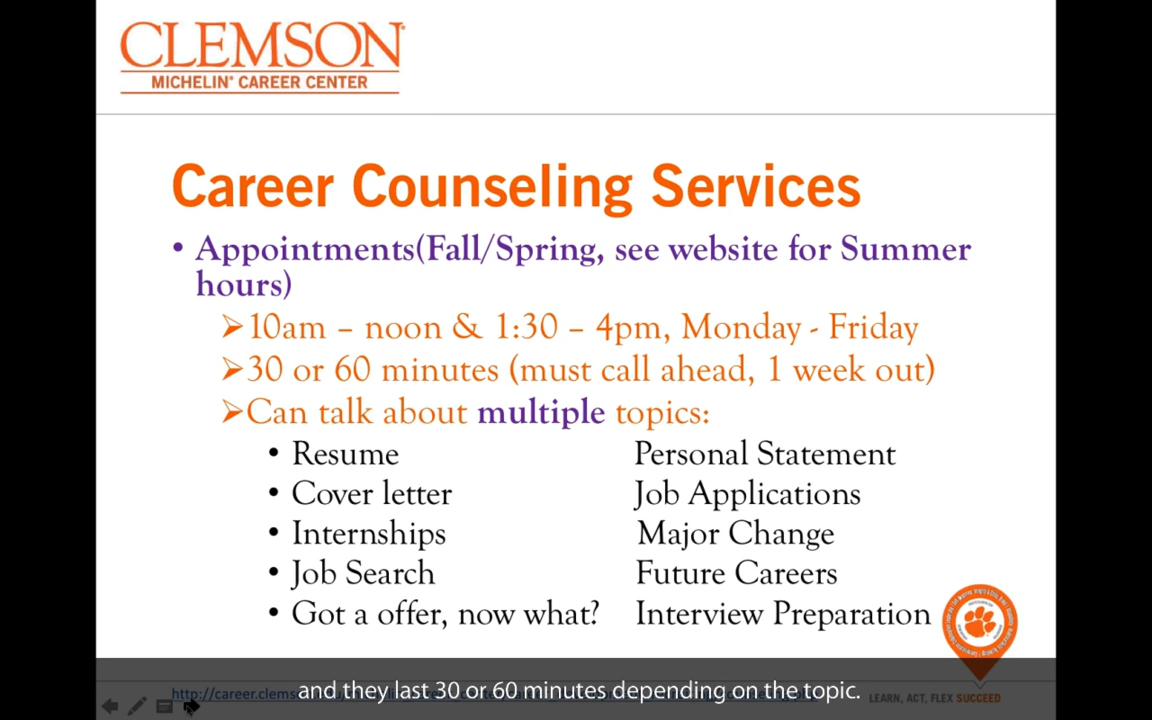 CLEMSON
MICHELIN® CAREER CENTER
Career Counseling Services
• Appointments(Fall/Spring, see website for Summer
hours)
➢10am – noon & 1:30 – 4pm, Monday - Friday
➢30 or 60 minutes (must call ahead, 1 week out)
➢Can talk about multiple topics:
• Resume Personal Statement
• Cover letter Job Applications
• Internships Major Change
• Job Search Future Careers
• Got a offer, now what? Interview Preparation
http://career.clems
and they last 30 or 60 minutes depending on the topic.
LEARN, ACT, FLEX SUCCEED